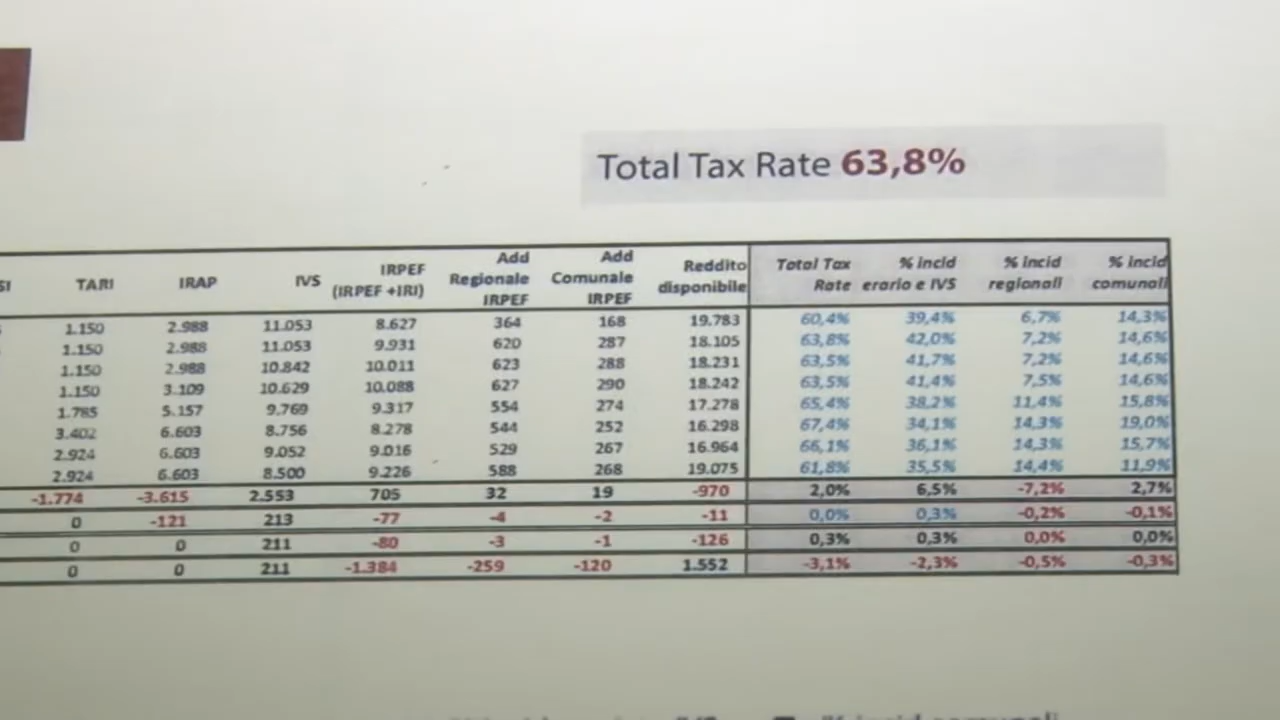 Total Tax Rate 63,8%
SI TARI IRAP IVS IRPEF (IRPEF +IRI) Add Regionale IRPEF Add Comunale IRPEF Reddito disponibile Total Tax Rate % incid erario e IVS % incid regionali % incid comunali
1.150 2.988 11.053 8.627 364 168 19.783 60,4% 39,4% 6,7% 14,3%
1.150 2.988 11.053 9.931 620 287 18.105 63,8% 42,0% 7,2% 14,6%
1.150 2.988 10.842 10.011 623 288 18.231 63,5% 41,7% 7,2% 14,6%
1.150 3.109 10.629 10.088 627 290 18.242 63,5% 41,4% 7,5% 14,6%
1.785 5.157 9.769 9.317 554 274 17.278 65,4% 38,2% 11,4% 15,8%
3.402 6.603 8.756 8.278 544 252 16.298 67,4% 34,1% 14,3% 19,0%
2.924 6.603 9.052 9.016 529 267 16.964 66,1% 36,1% 14,3% 15,7%
2.924 6.603 8.500 9.226 588 268 19.075 61,8% 35,5% 14,4% 11,9%
-1.774 -3.615 2.553 705 32 19 -970 2,0% 6,5% -7,2% 2,7%
0 -121 213 -77 -4 -2 -11 0,0% 0,3% -0,2% -0,1%
0 0 211 -80 -3 -1 -126 0,3% 0,3% 0,0% 0,0%
0 0 211 -1.384 -259 -120 1.552 -3,1% -2,3% -0,5% -0,3%